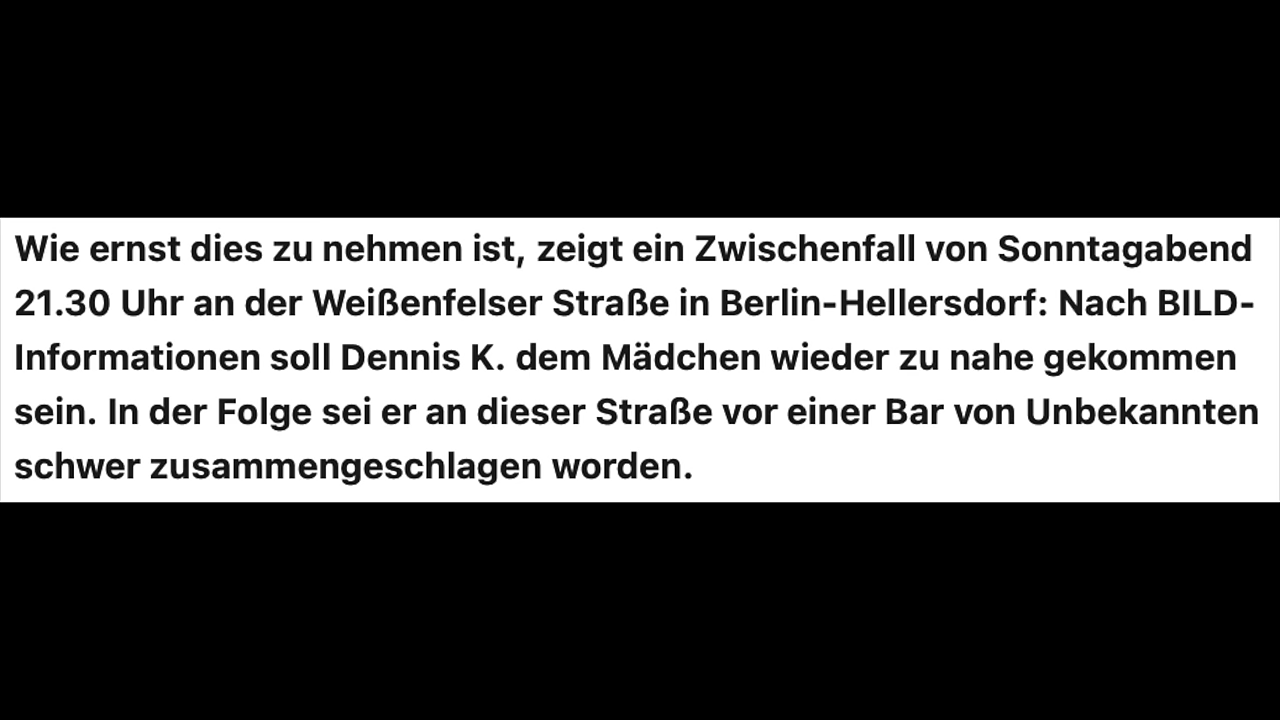 Wie ernst dies zu nehmen ist, zeigt ein Zwischenfall von Sonntagabend
21.30 Uhr an der Weißenfelser Straße in Berlin-Hellersdorf: Nach BILD-
Informationen soll Dennis K. dem Mädchen wieder zu nahe gekommen
sein. In der Folge sei er an dieser Straße vor einer Bar von Unbekannten
schwer zusammengeschlagen worden.